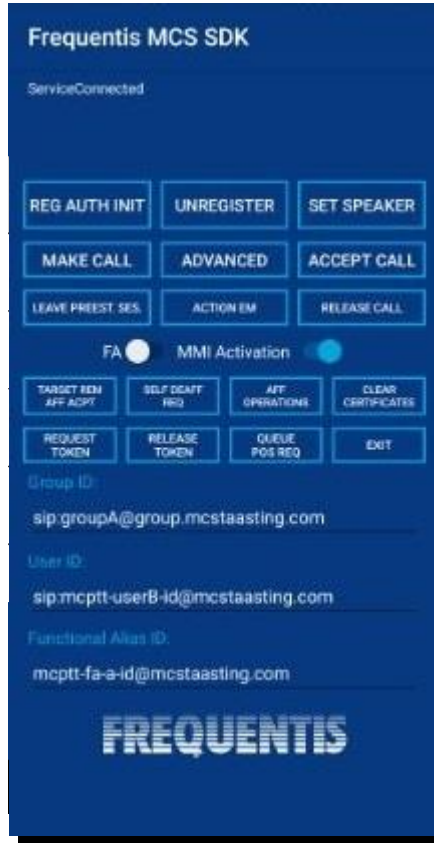 Frequentis MCS SDK
ServiceConnected
REG AUTH INIT UNREGISTER SET SPEAKER
MAKE CALL ADVANCED ACCEPT CALL
LEAVE PREEST. SES. ACTION EM RELEASE CALL
FA MMI Activation
TARGET REM SELF DEAFF AFF CLEAR
AFF ACPT REQ OPERATIONS CERTIFICATES
REQUEST RELEASE QUEUE EXIT
TOKEN TOKEN POS REQ
Group ID:
sip:groupA@group.mcstaasting.com
User ID:
sip:mcptt-userB-id@mcstaasting.com
Functional Alias ID:
mcptt-fa-a-id@mcstaasting.com
FREQUENTIS